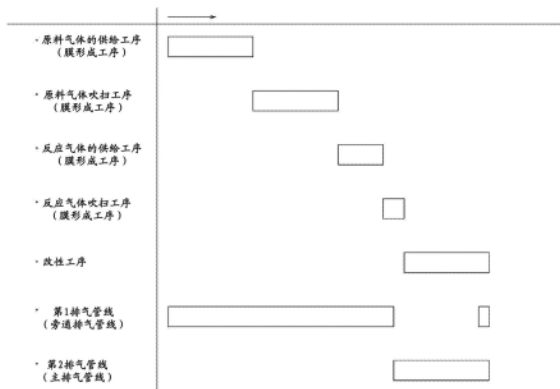 · 原料气体的供给工序
(膜形成工序)
· 原料气体吹扫工序
(膜形成工序)
· 反应气体的供给工序
(膜形成工序)
· 反应气体吹扫工序
(膜形成工序)
· 改性工序
· 第1排气管线
(旁通排气管线)
· 第2排气管线
(主排气管线)